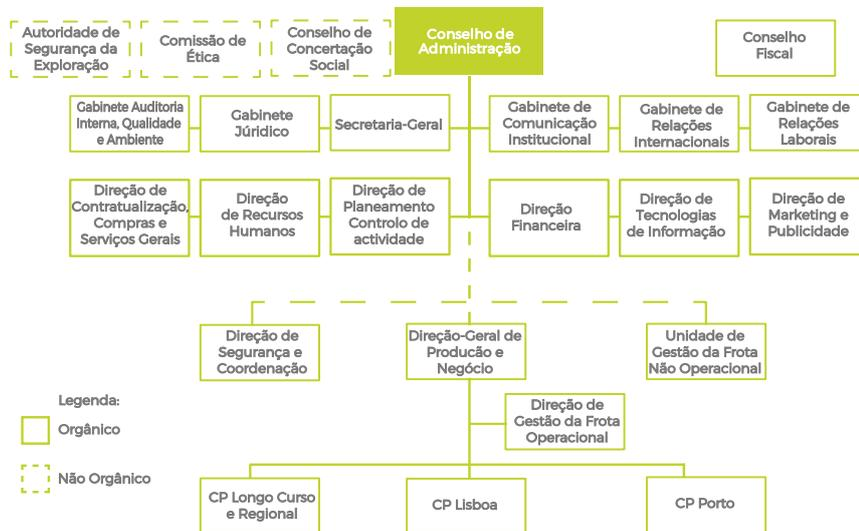 Autoridade de
Segurança da
Exploração
Comissão de
Ética
Conselho de
Concertação
Social
Conselho de
Administração
Conselho
Fiscal
Gabinete Auditoria
Interna, Qualidade
e Ambiente
Gabinete
Júridico
Secretaria-Geral
Gabinete de
Comunicação
Institucional
Gabinete de
Relações
Internacionais
Gabinete de
Relações
Laborais
Direção de
Contratualização,
Compras e
Serviços Gerais
Direção
de Recursos
Humanos
Direção de
Planeamento
Controlo de
actividade
Direção
Financeira
Direção de
Tecnologias
de Informação
Direção de
Marketing e
Publicidade
Direção de
Segurança e
Coordenação
Direção-Geral de
Producão e
Negócio
Unidade de
Gestão da Frota
Não Operacional
Direção de
Gestão da Frota
Operacional
Legenda:
Orgânico
Não Orgânico
CP Longo Curso
e Regional
CP Lisboa
CP Porto